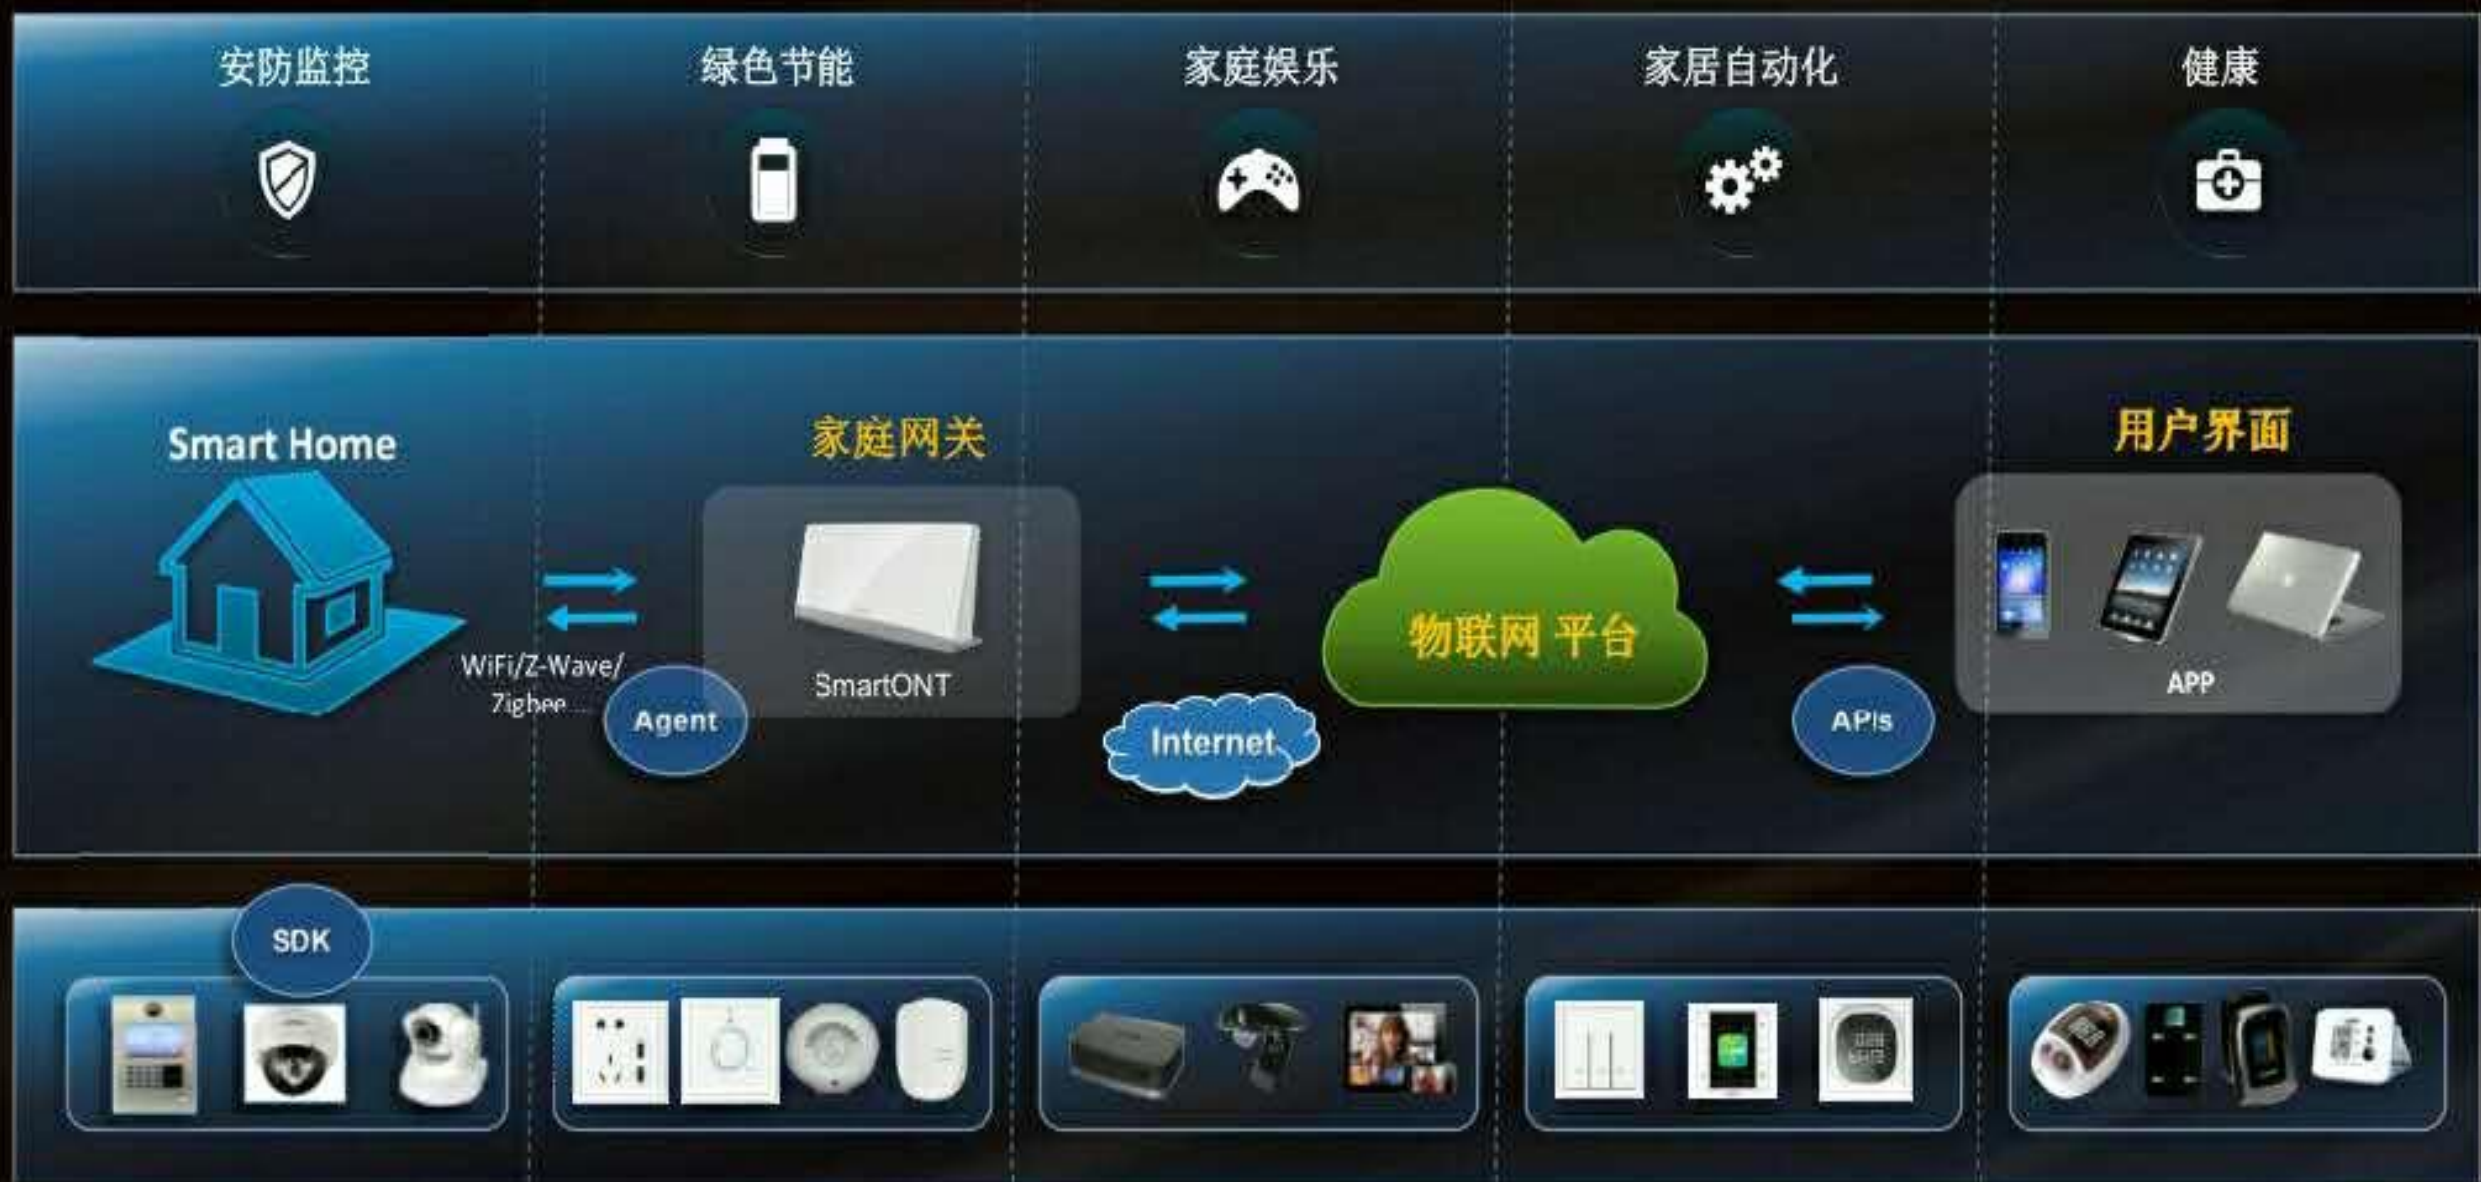 安防监控
绿色节能
家庭娱乐
家居自动化
健康
Smart Home
家庭网关
用户界面
WiFi/Z-Wave/
Zigbee...
Agent
SmartONT
Internet
物联网 平台
APIs
APP
SDK